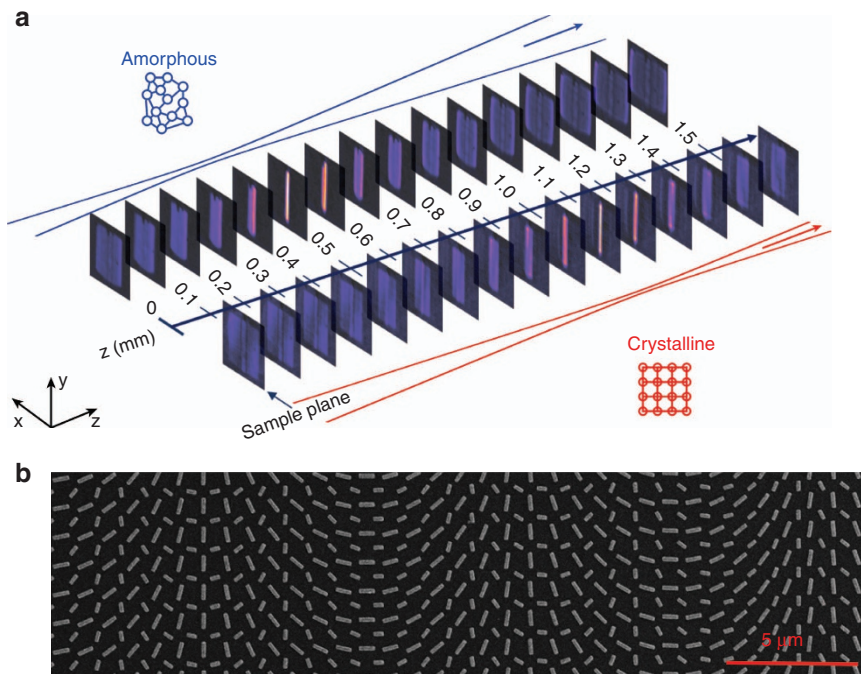 a
Amorphous
0
0.1
0.2
0.3
0.4
0.5
0.6
0.7
0.8
0.9
1.0
1.1
1.2
1.3
1.4
1.5
z (mm)
Sample plane
Crystalline
y
x
z
b
5 μm